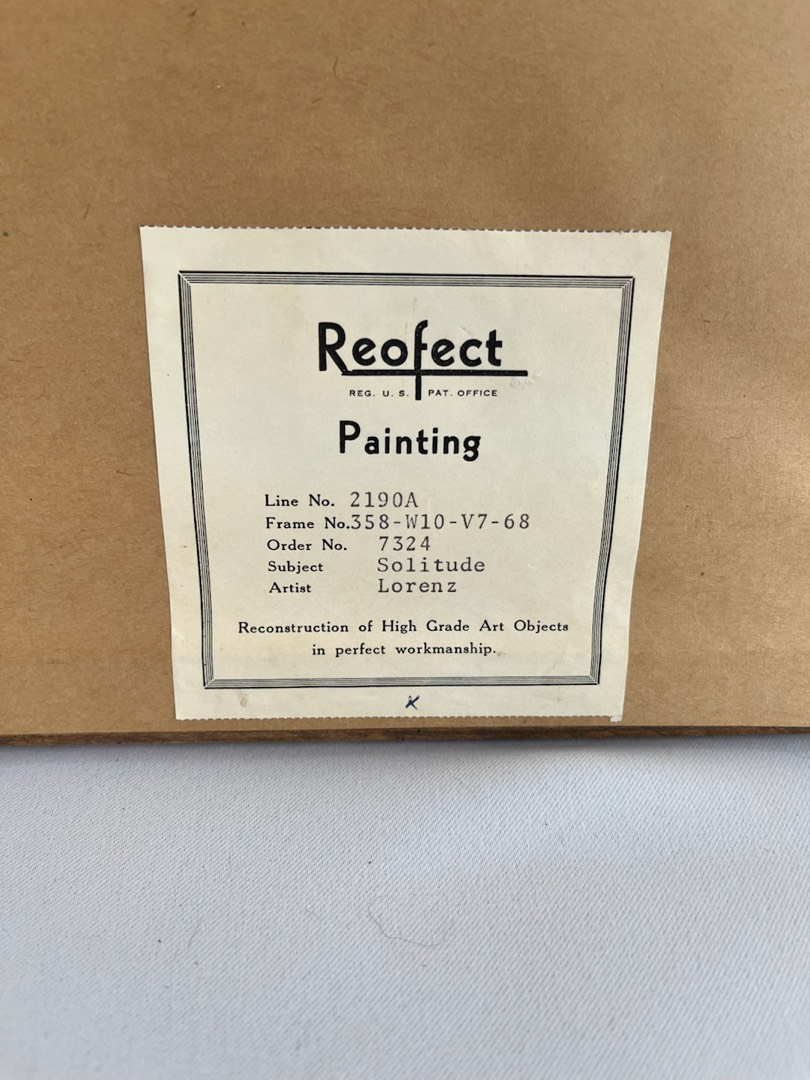 Reofect
REG. U. S. PAT. OFFICE
Painting
Line No. 2190A
Frame No.358-W10-V7-68
Order No. 7324
Subject Solitude
Artist Lorenz
Reconstruction of High Grade Art Objects
in perfect workmanship.